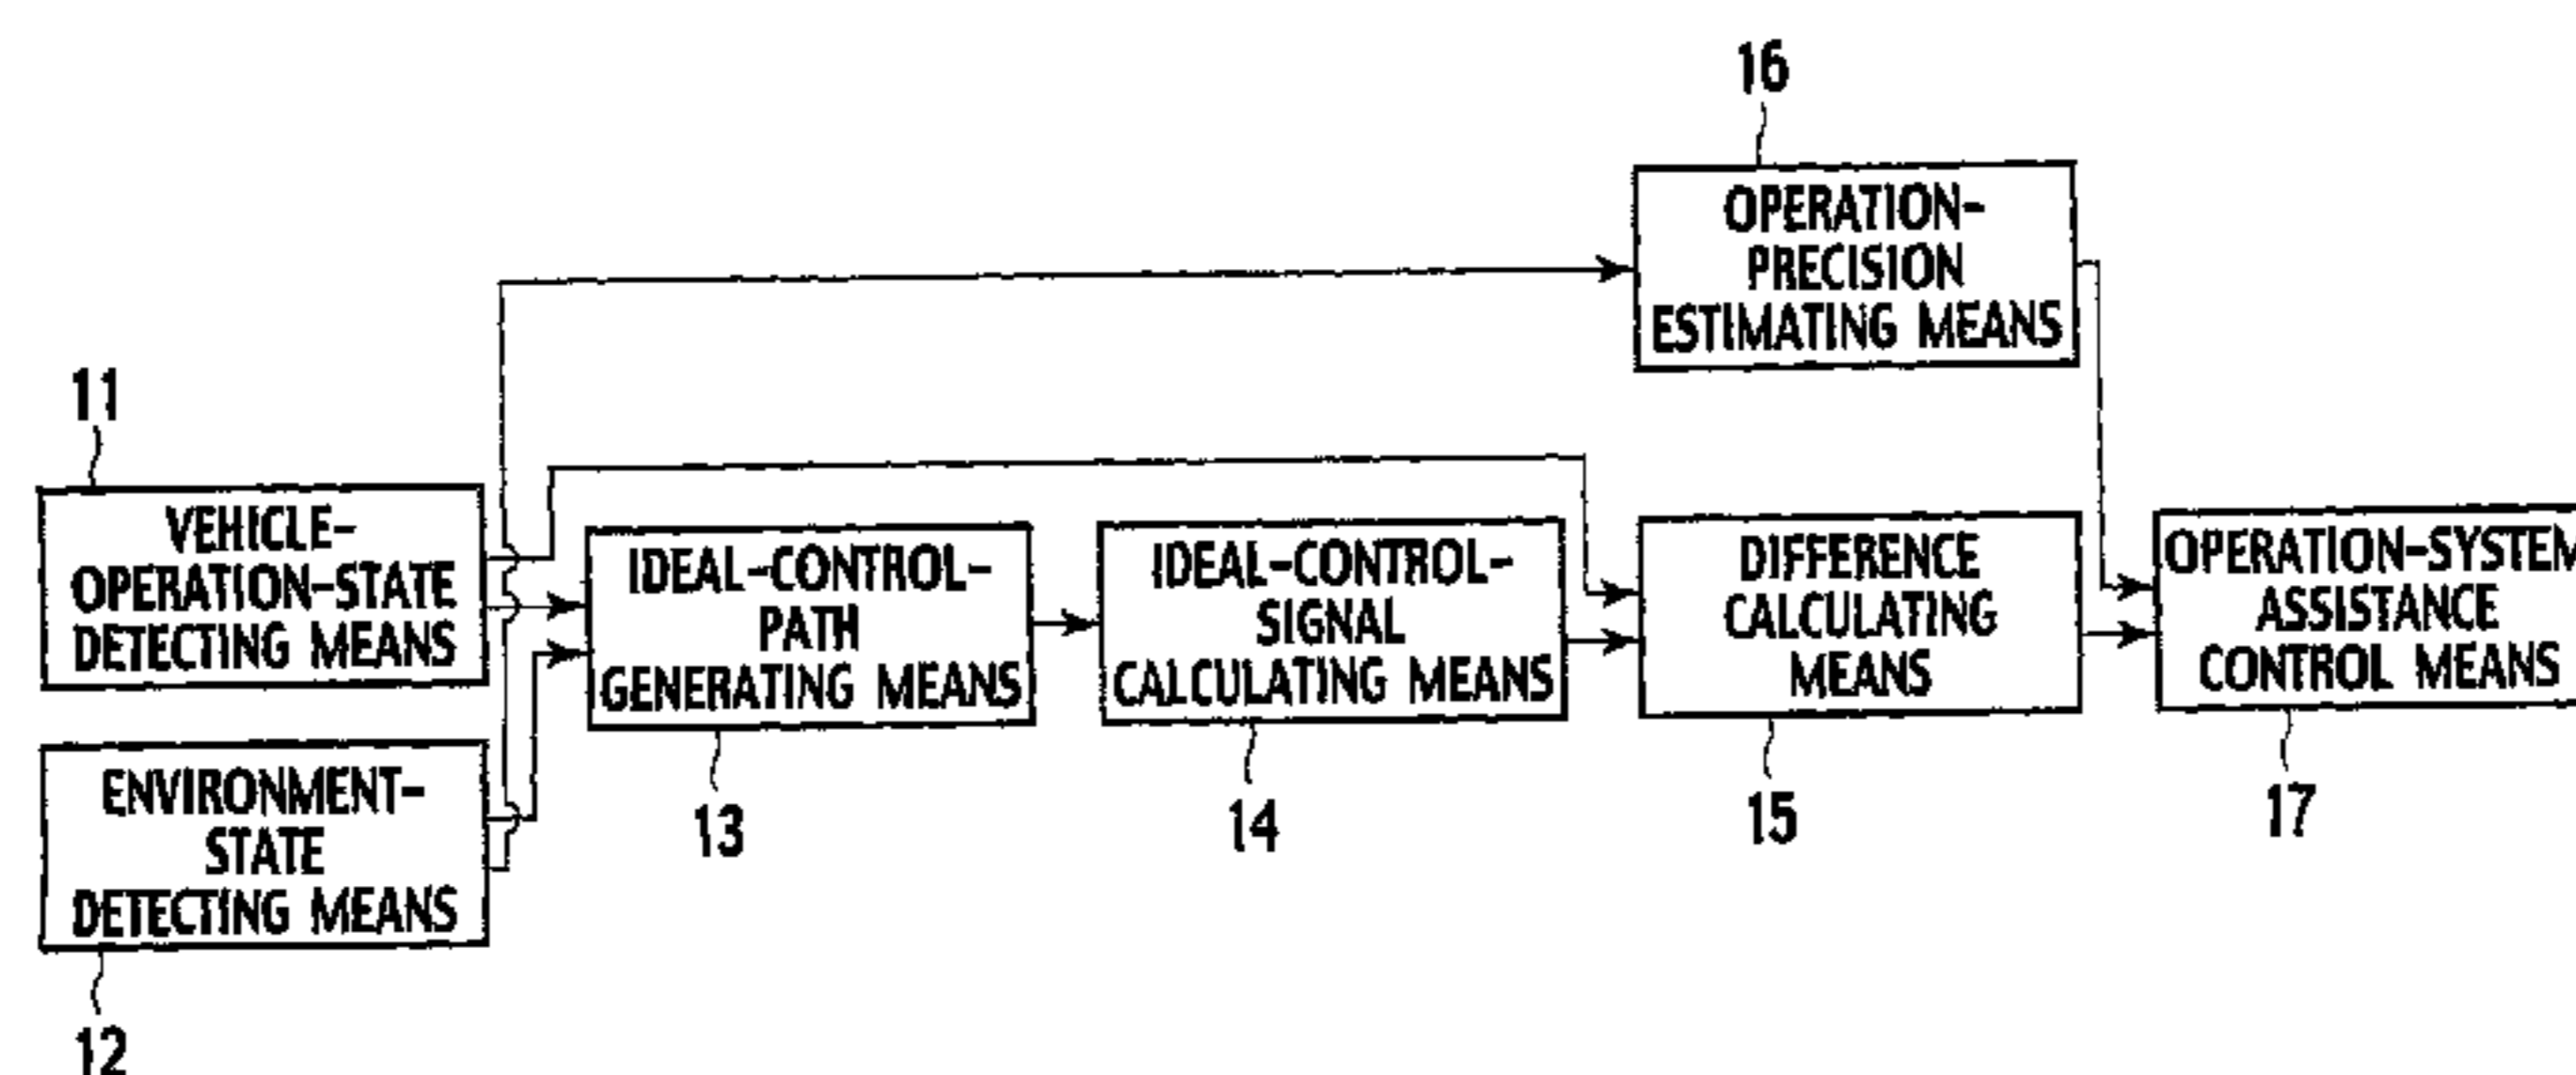 16
OPERATION-
PRECISION
ESTIMATING MEANS
11
VEHICLE-
OPERATION-STATE
DETECTING MEANS
IDEAL-CONTROL-
PATH
GENERATING MEANS
IDEAL-CONTROL-
SIGNAL
CALCULATING MEANS
DIFFERENCE
CALCULATING
MEANS
OPERATION-SYSTEM
ASSISTANCE
CONTROL MEANS
ENVIRONMENT-
STATE
DETECTING MEANS
13
14
15
17
12